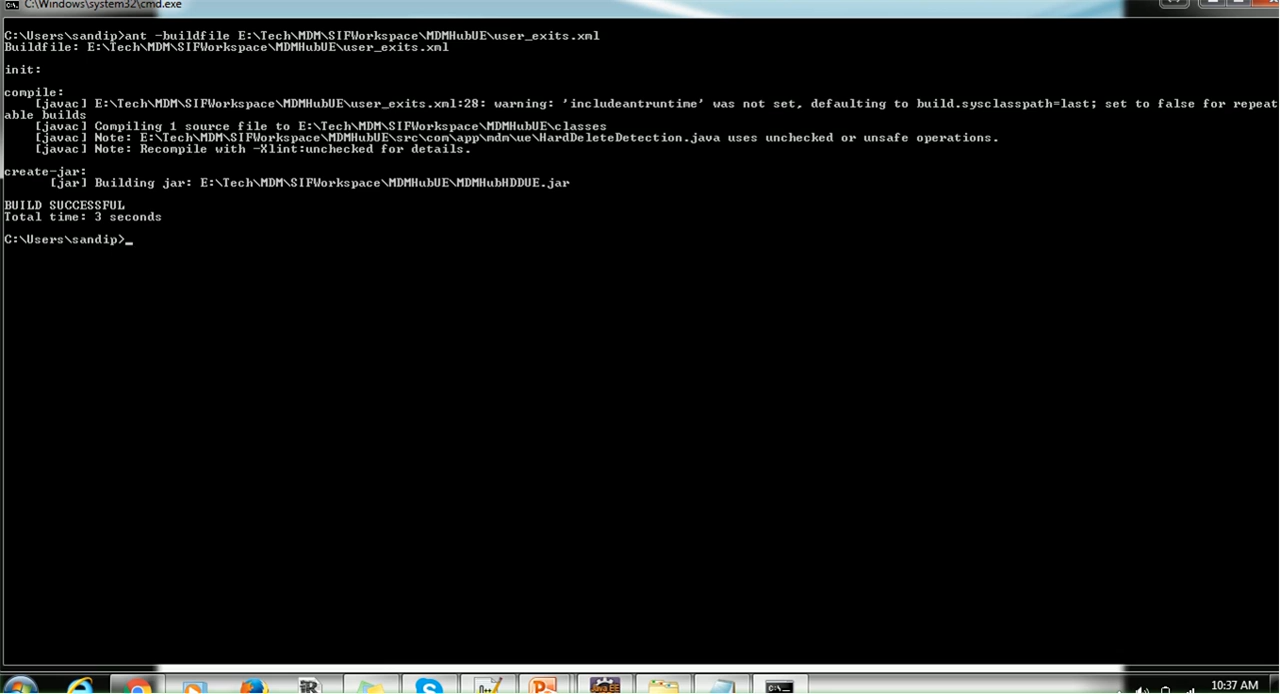 C:\Windows\system32\cmd.exe
C:\Users\sandip>ant -buildfile E:\Tech\MDM\SIFWorkspace\MDMHubUE\user_exits.xml
Buildfile: E:\Tech\MDM\SIFWorkspace\MDMHubUE\user_exits.xml
init:
compile:
[javac] E:\Tech\MDM\SIFWorkspace\MDMHubUE\user_exits.xml:28: warning: 'includeantruntime' was not set, defaulting to build.sysclasspath=last; set to false for repeat
able builds
[javac] Compiling 1 source file to E:\Tech\MDM\SIFWorkspace\MDMHubUE\classes
[javac] Note: E:\Tech\MDM\SIFWorkspace\MDMHubUE\src\com\app\mdm\ue\HardDeleteDetection.java uses unchecked or unsafe operations.
[javac] Note: Recompile with -Xlint:unchecked for details.
create-jar:
[jar] Building jar: E:\Tech\MDM\SIFWorkspace\MDMHubUE\MDMHubHDDUE.jar
BUILD SUCCESSFUL
Total time: 3 seconds
C:\Users\sandip>_
10:37 AM